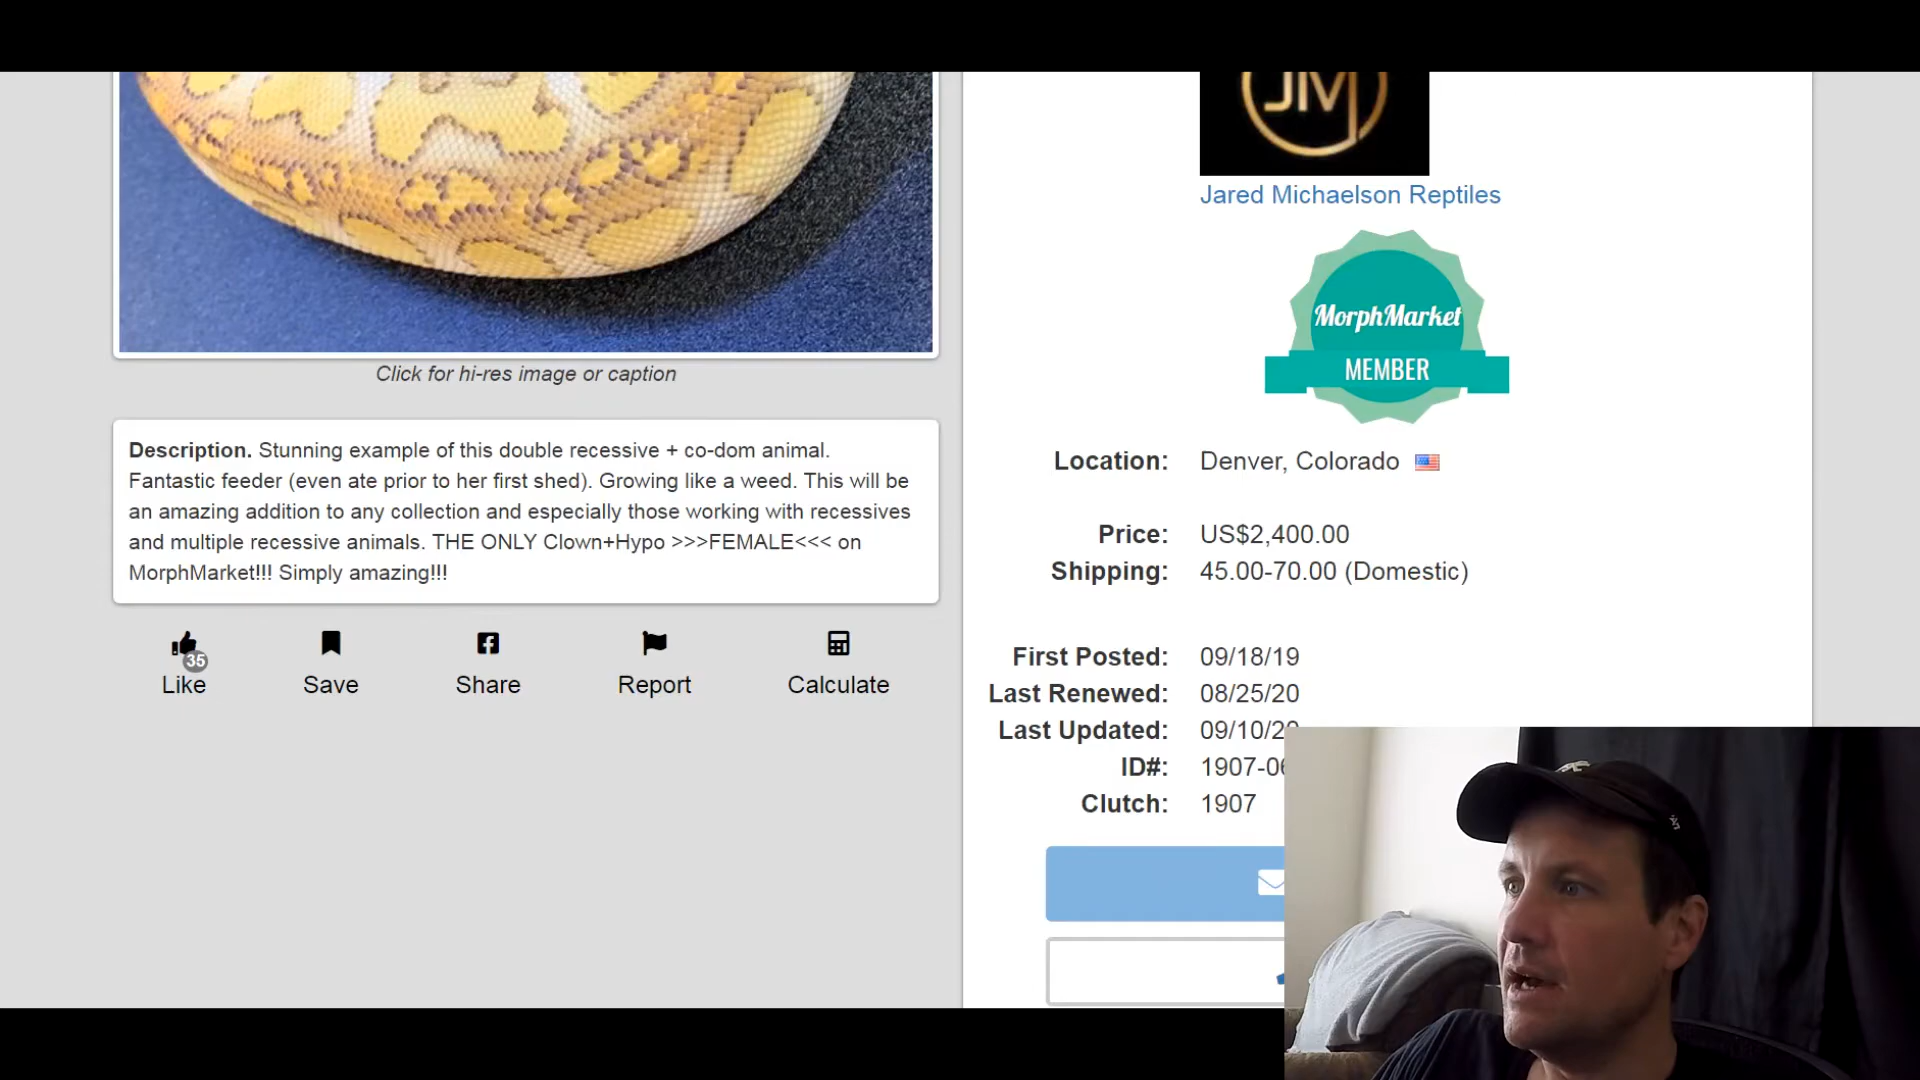 JM
Jared Michaelson Reptiles
MorphMarket
MEMBER
Click for hi-res image or caption
Description. Stunning example of this double recessive + co-dom animal.
Fantastic feeder (even ate prior to her first shed). Growing like a weed. This will be
an amazing addition to any collection and especially those working with recessives
and multiple recessive animals. THE ONLY Clown+Hypo >>>FEMALE<<< on
MorphMarket!!! Simply amazing!!!
35
Like
Save
Share
Report
Calculate
Location: Denver, Colorado
Price: US$2,400.00
Shipping: 45.00-70.00 (Domestic)
First Posted: 09/18/19
Last Renewed: 08/25/20
Last Updated: 09/10/20
ID#: 1907-06
Clutch: 1907